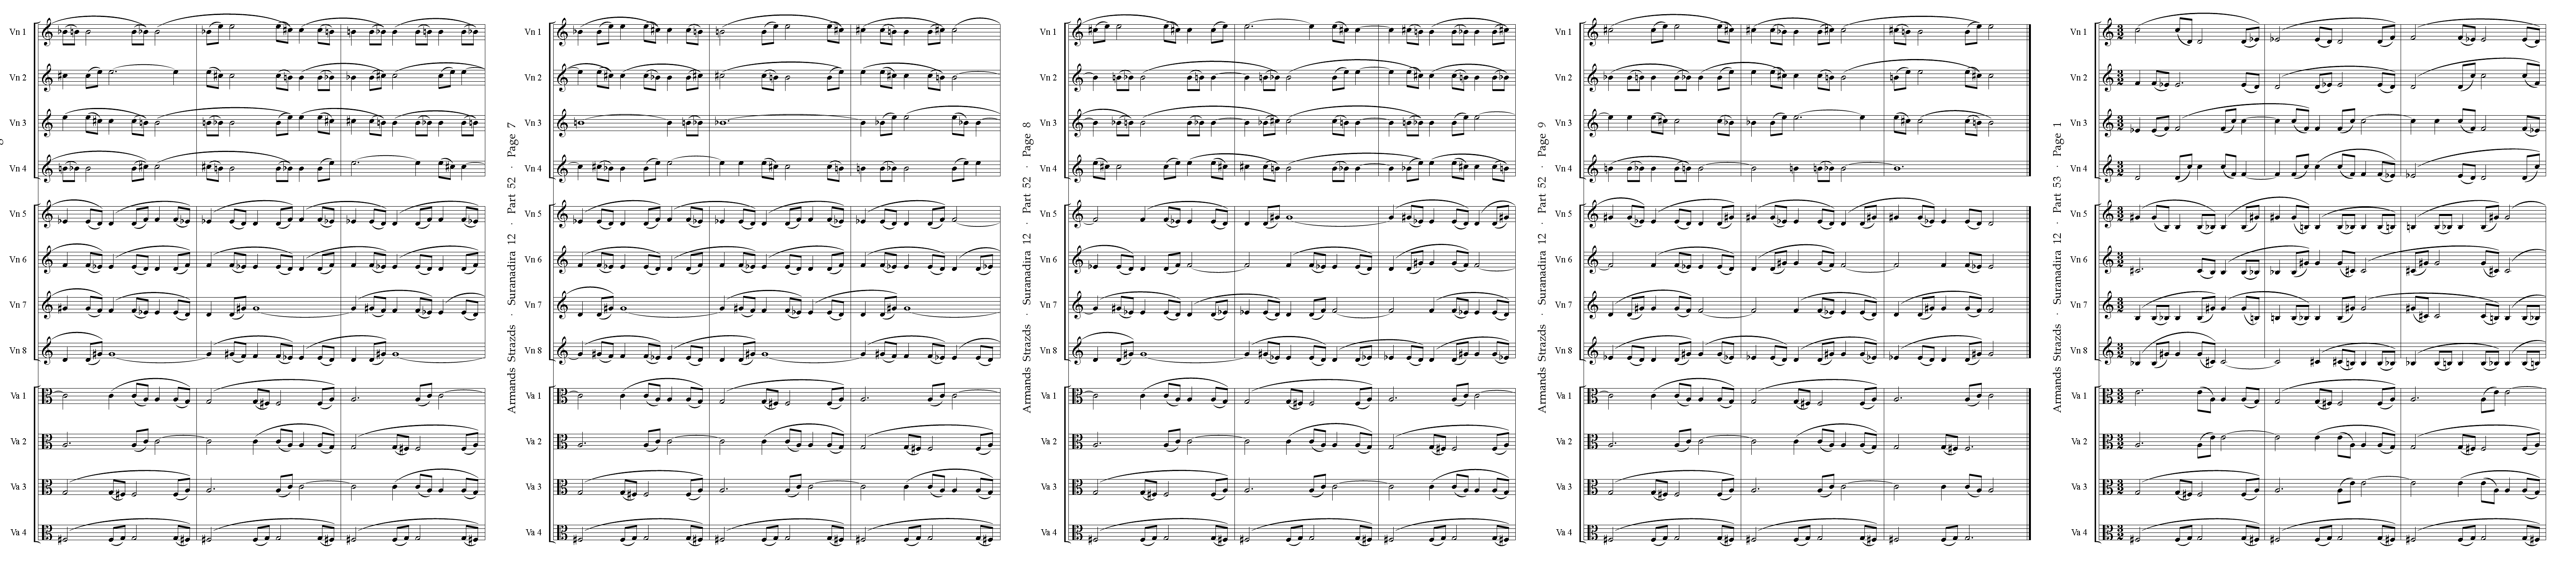 Vn 1
Vn 2
Vn 3
Vn 4
Vn 5
Vn 6
Vn 7
Vn 8
Va 1
Va 2
Va 3
Va 4
Armands Strazds · Suranadira 12 · Part 52 · Page 7
Vn 1
Vn 2
Vn 3
Vn 4
Vn 5
Vn 6
Vn 7
Vn 8
Va 1
Va 2
Va 3
Va 4
Armands Strazds · Suranadira 12 · Part 52 · Page 8
Vn 1
Vn 2
Vn 3
Vn 4
Vn 5
Vn 6
Vn 7
Vn 8
Va 1
Va 2
Va 3
Va 4
Armands Strazds · Suranadira 12 · Part 52 · Page 9
Vn 1
Vn 2
Vn 3
Vn 4
Vn 5
Vn 6
Vn 7
Vn 8
Va 1
Va 2
Va 3
Va 4
Armands Strazds · Suranadira 12 · Part 53 · Page 1
Vn 1
Vn 2
Vn 3
Vn 4
Vn 5
Vn 6
Vn 7
Vn 8
Va 1
Va 2
Va 3
Va 4